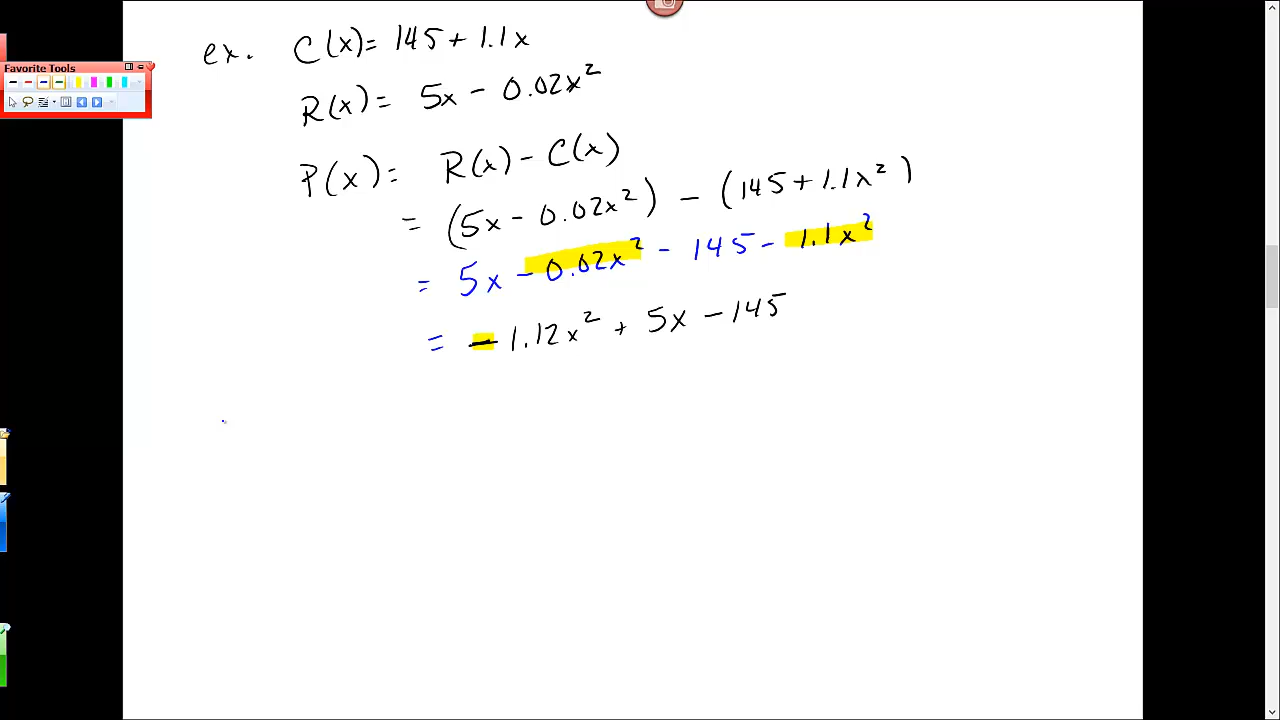 Favorite Tools
ex. C(x)= 145 + 1.1x
R(x) = 5x - 0.02x²
P(x) = R(x) - C(x)
= (5x - 0.02x²) - (145 + 1.1x²)
= 5x - 0.02x² - 145 - 1.1x²
= -1.12x² + 5x - 145